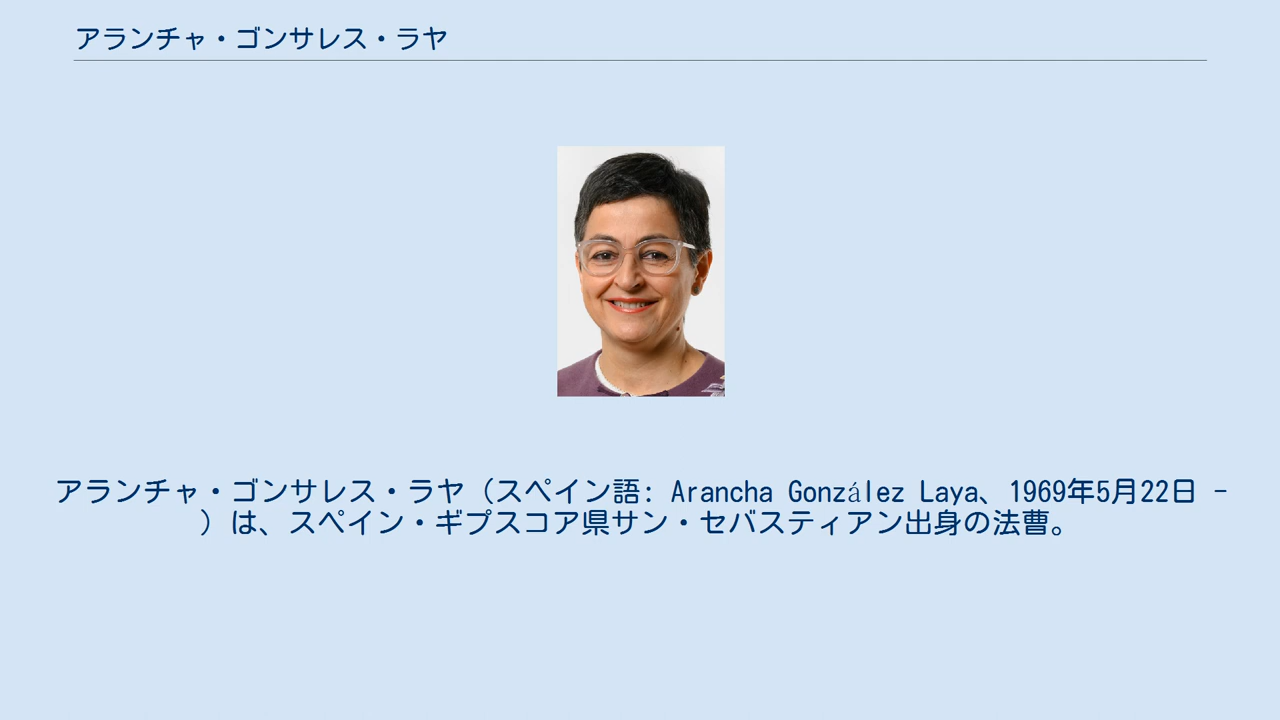 アランチャ・ゴンサレス・ラヤ
アランチャ・ゴンサレス・ラヤ（スペイン語: Arancha González Laya、1969年5月22日 -
）は、スペイン・ギプスコア県サン・セバスティアン出身の法曹。